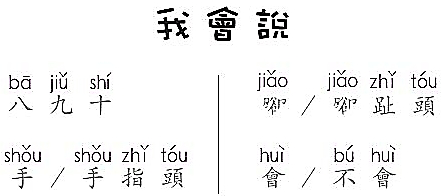 我會說
bā jiǔ shí
八九十
shǒu / shǒu zhǐ tóu
手 / 手指頭
jiǎo / jiǎo zhǐ tóu
腳 / 腳趾頭
huì / bú huì
會 / 不會